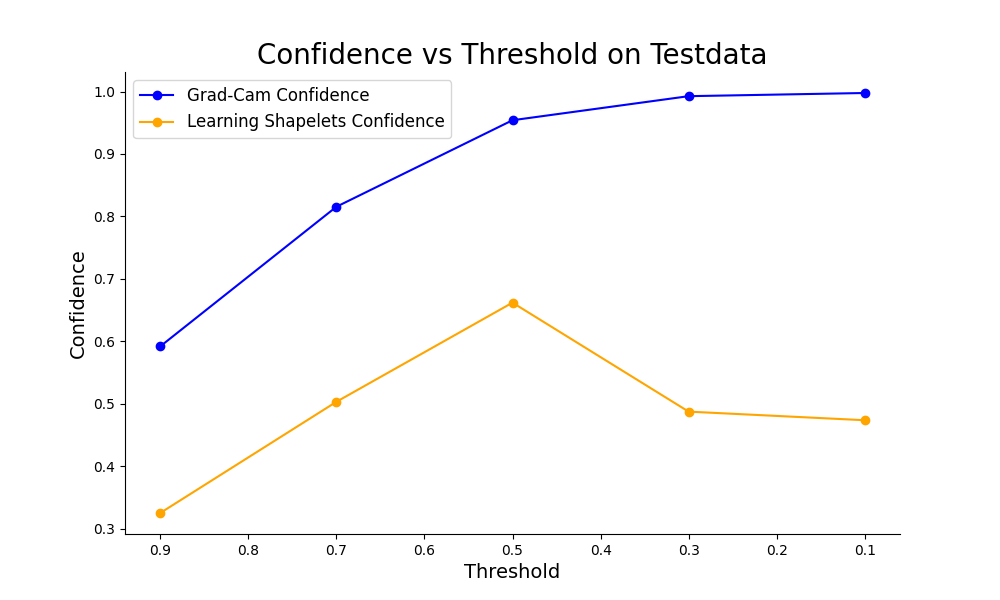 Confidence vs Threshold on Testdata
Grad-Cam Confidence
Learning Shapelets Confidence
Confidence
1.0
0.9
0.8
0.7
0.6
0.5
0.4
0.3
0.9 0.8 0.7 0.6 0.5 0.4 0.3 0.2 0.1
Threshold